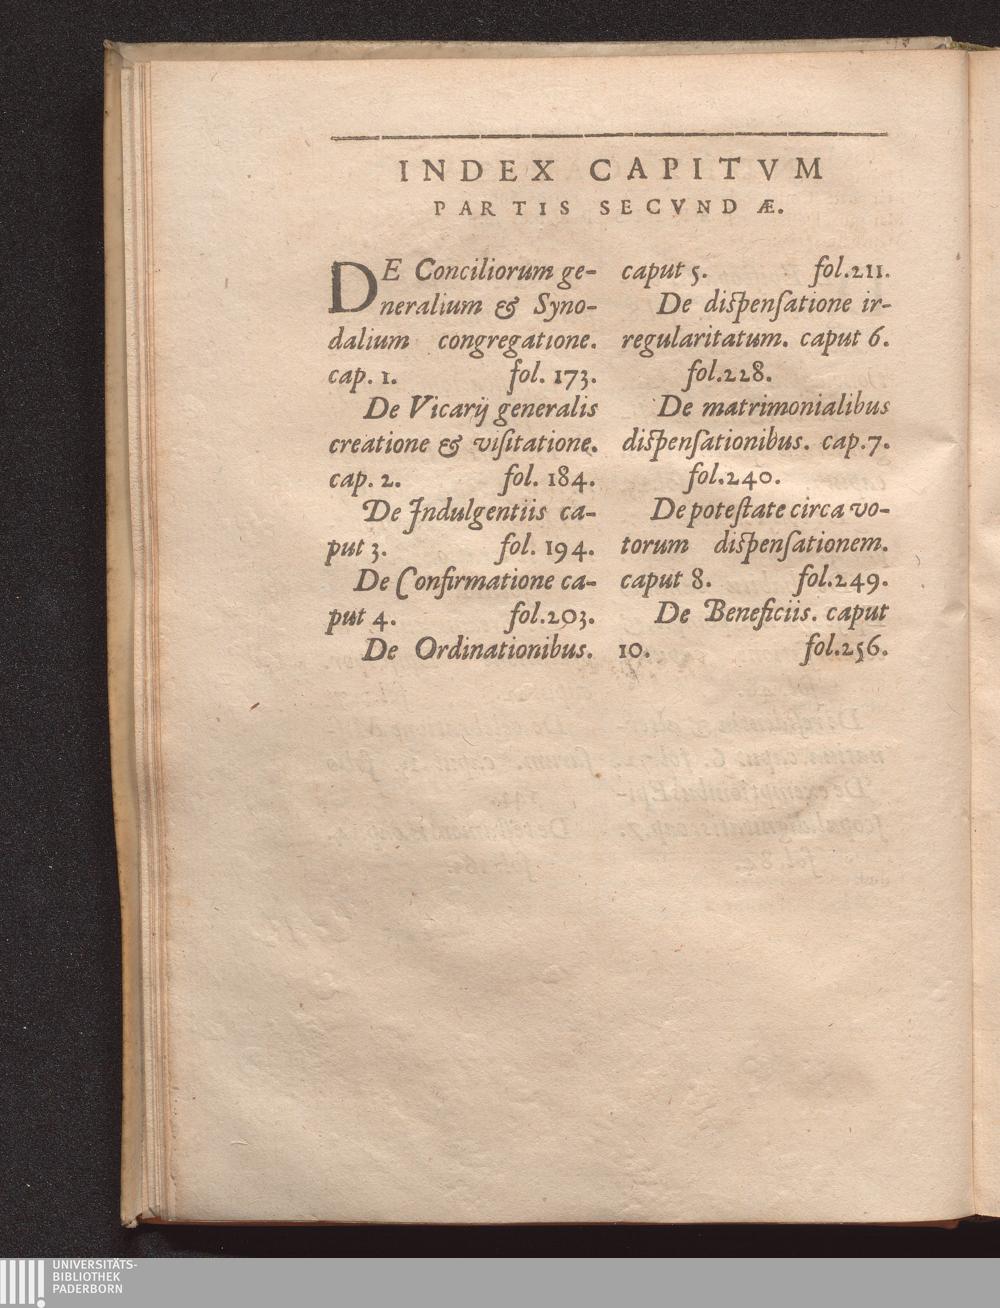 INDEX CAPITVM
PARTIS SECVNDÆ.
DE Conciliorum ge-
neralium & Syno-
dalium congregatione.
cap. 1. fol. 173.
De Vicarij generalis
creatione & viſitatione.
cap. 2. fol. 184.
De Indulgentiis ca-
put 3. fol. 194.
De Confirmatione ca-
put 4. fol.203.
De Ordinationibus.
caput 5. fol.211.
De diſpenſatione ir-
regularitatum. caput 6.
fol.228.
De matrimonialibus
diſpenſationibus. cap.7.
fol.240.
De poteſtate circa vo-
torum diſpenſationem.
caput 8. fol.249.
De Beneficiis. caput
10. fol.256.
UNIVERSITÄTS-
BIBLIOTHEK
PADERBORN